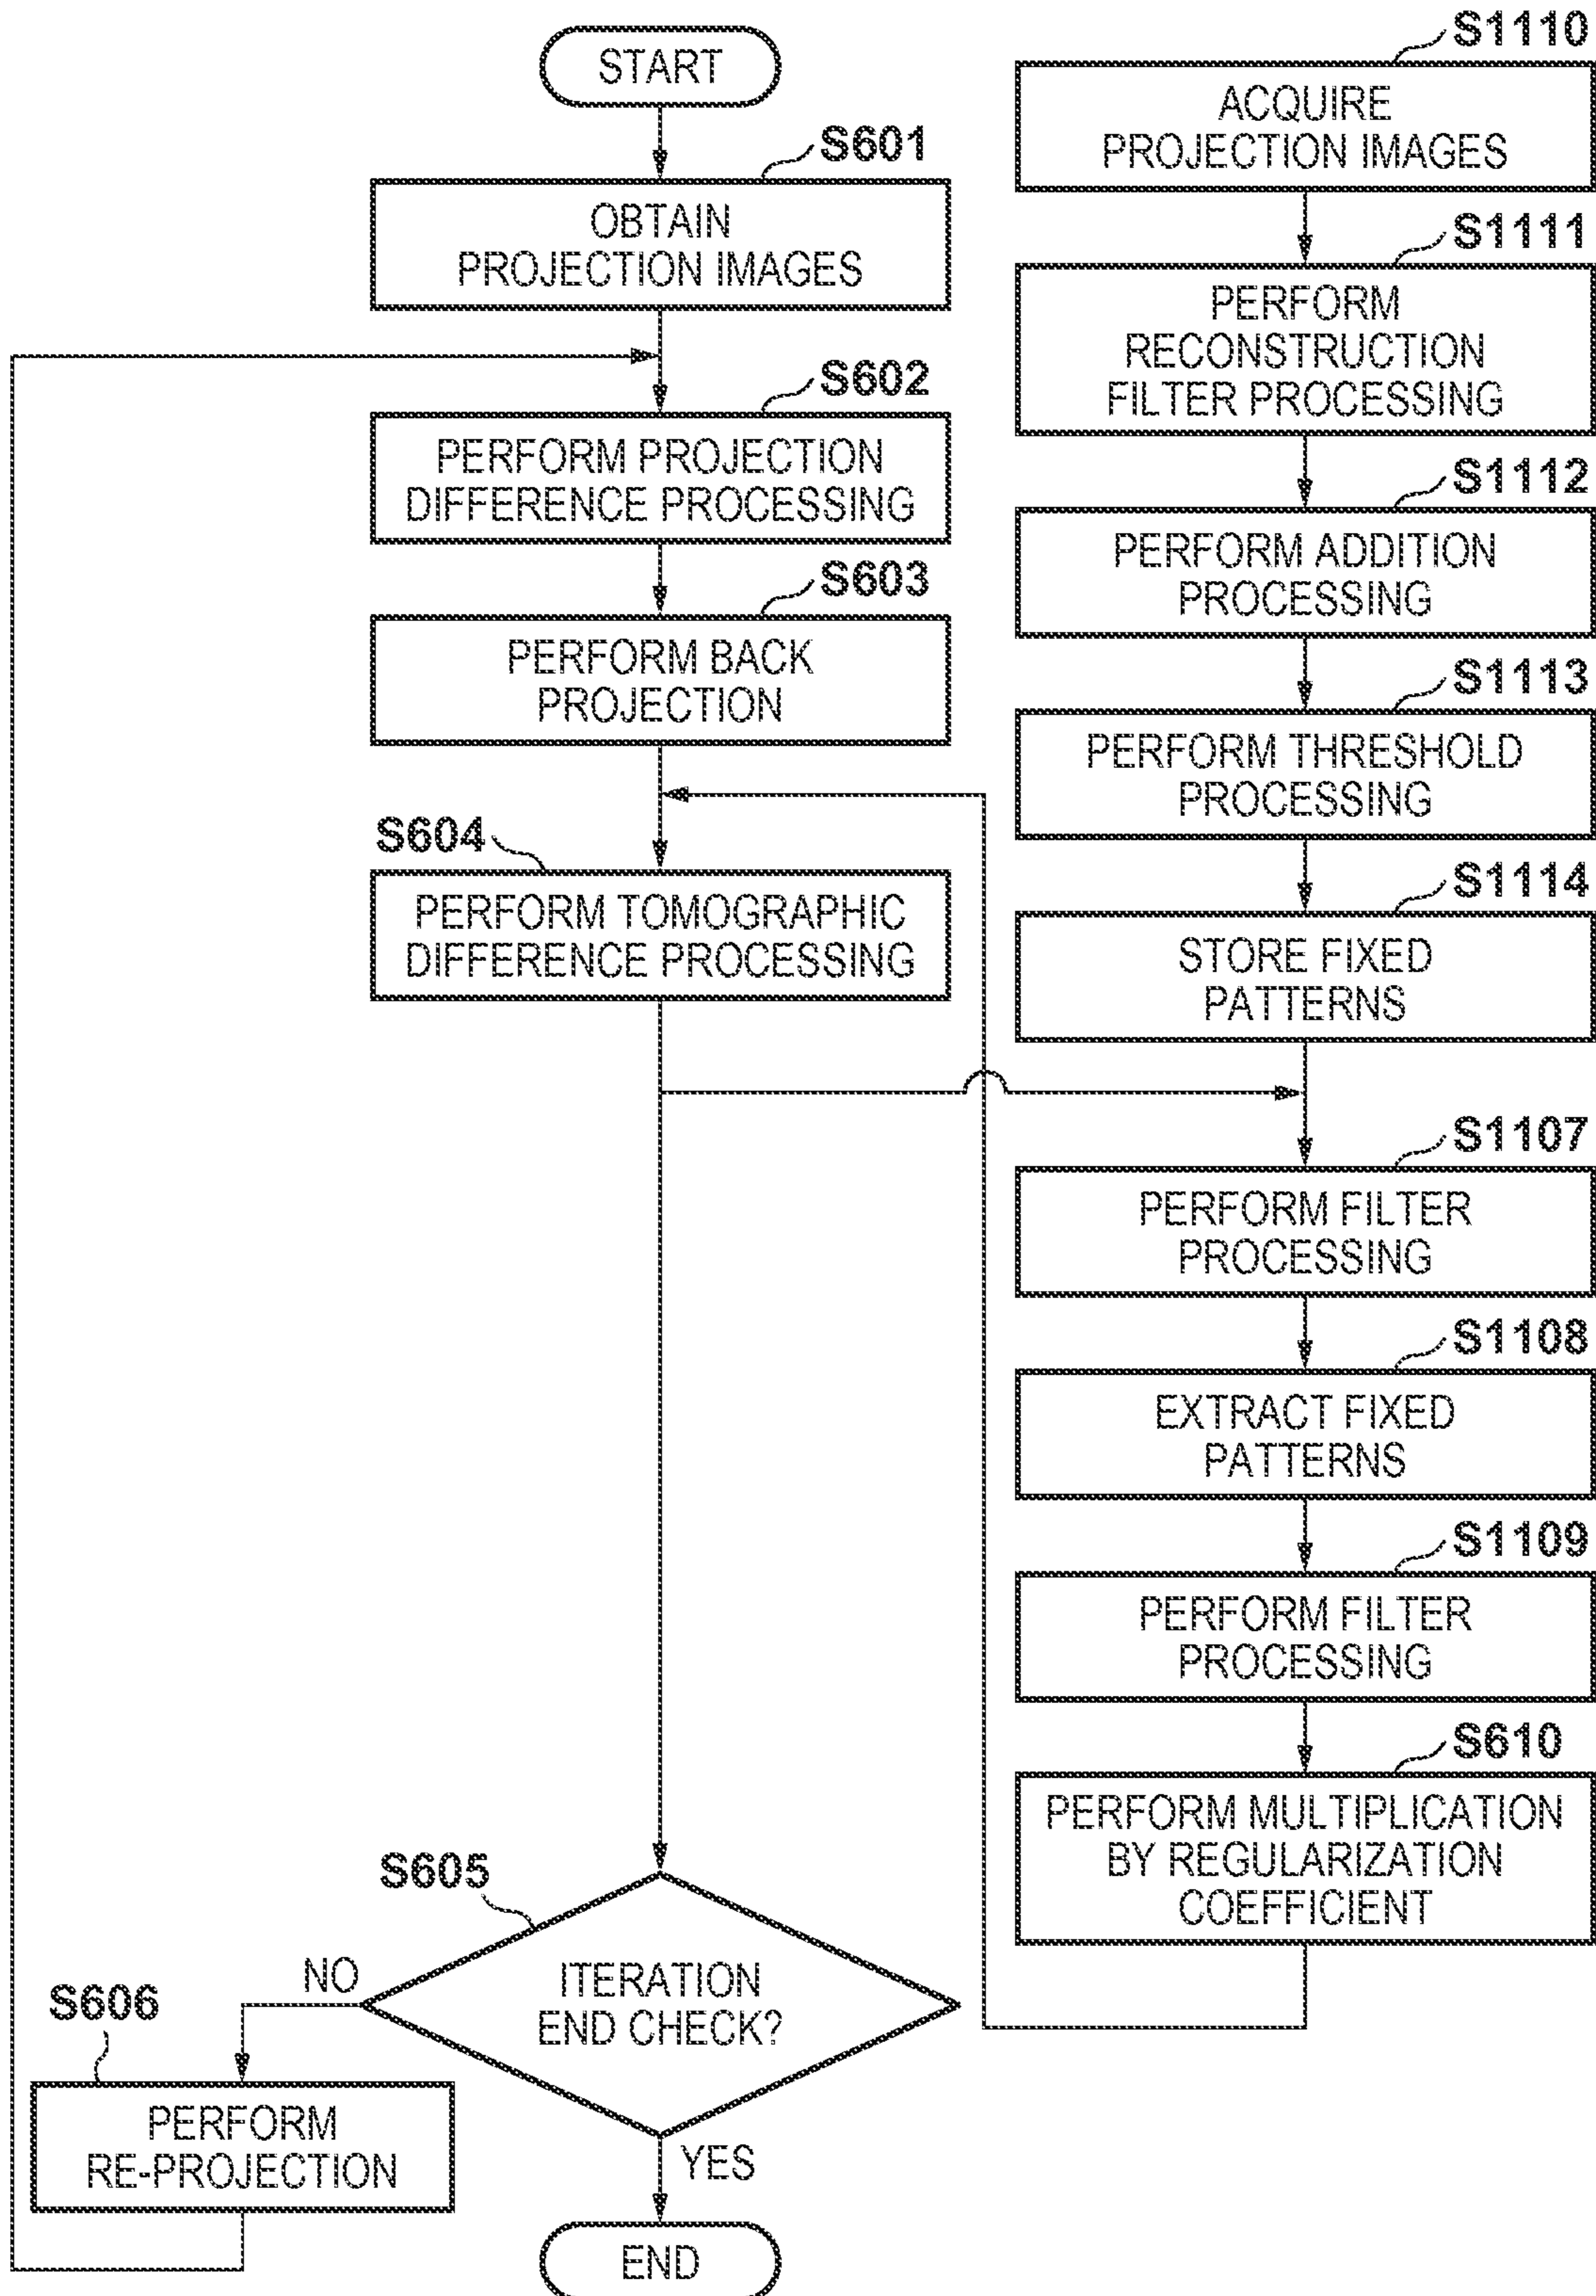 START
S601
OBTAIN
PROJECTION IMAGES
S602
PERFORM PROJECTION
DIFFERENCE PROCESSING
S603
PERFORM BACK
PROJECTION
S604
PERFORM TOMOGRAPHIC
DIFFERENCE PROCESSING
S605
ITERATION
END CHECK?
NO
S606
PERFORM
RE-PROJECTION
YES
END
S1110
ACQUIRE
PROJECTION IMAGES
S1111
PERFORM
RECONSTRUCTION
FILTER PROCESSING
S1112
PERFORM ADDITION
PROCESSING
S1113
PERFORM THRESHOLD
PROCESSING
S1114
STORE FIXED
PATTERNS
S1107
PERFORM FILTER
PROCESSING
S1108
EXTRACT FIXED
PATTERNS
S1109
PERFORM FILTER
PROCESSING
S610
PERFORM MULTIPLICATION
BY REGULARIZATION
COEFFICIENT